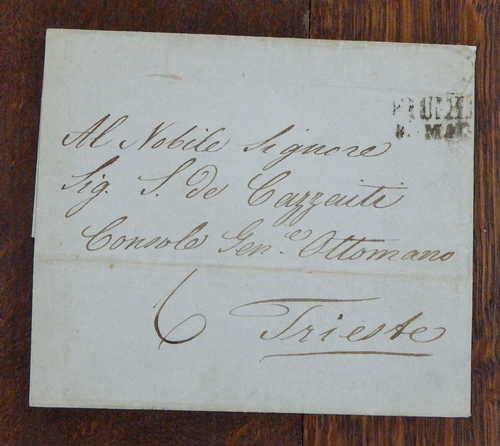 Al Nobile Signore
Sig. S. de Cazzaiti
Console Gen.e Ottomano
6
Trieste